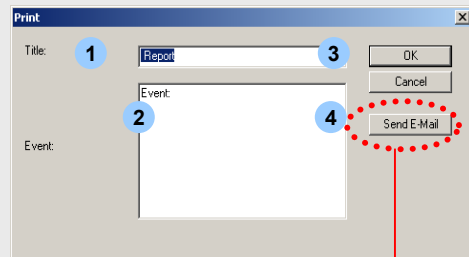 Print
Title: 1 Report 3 OK
Cancel
Event:
2 4 Send E-Mail
Event: